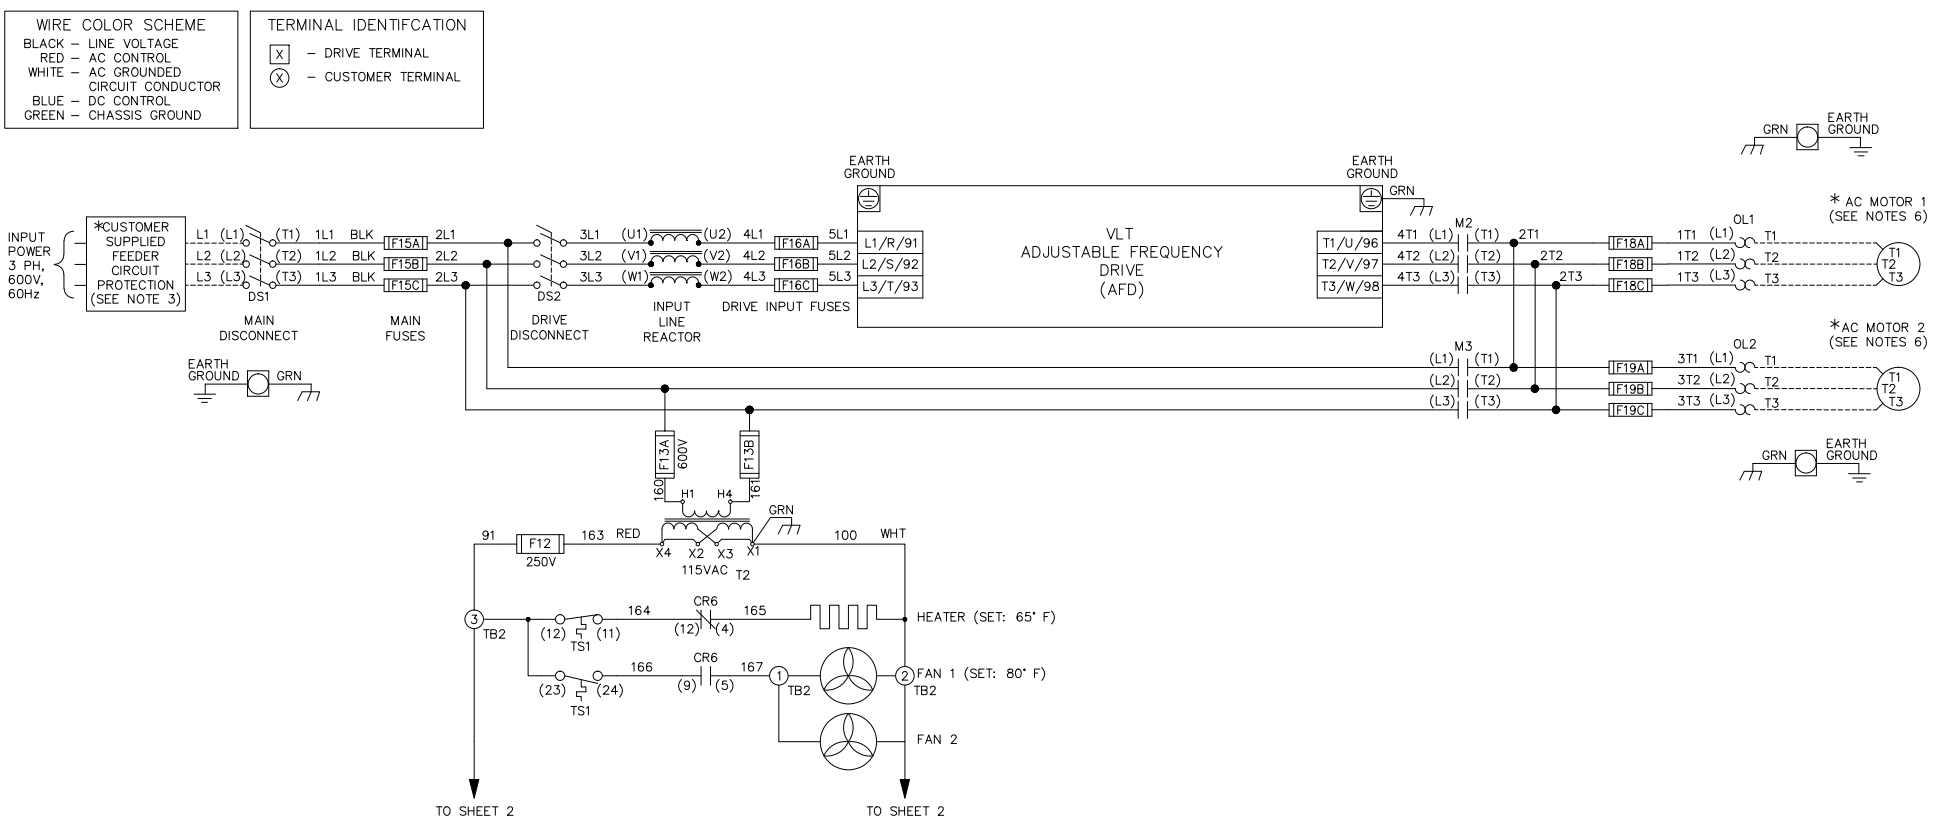 WIRE COLOR SCHEME
BLACK – LINE VOLTAGE
RED – AC CONTROL
WHITE – AC GROUNDED
CIRCUIT CONDUCTOR
BLUE – DC CONTROL
GREEN – CHASSIS GROUND
TERMINAL IDENTIFCATION
X – DRIVE TERMINAL
X – CUSTOMER TERMINAL
GRN
EARTH
GROUND
INPUT
POWER
3 PH,
600V,
60Hz
*CUSTOMER
SUPPLIED
FEEDER
CIRCUIT
PROTECTION
(SEE NOTE 3)
L1 (L1) (T1) 1L1 BLK F15A 2L1
L2 (L2) (T2) 1L2 BLK F15B 2L2
L3 (L3) (T3) 1L3 BLK F15C 2L3
DS1
MAIN
DISCONNECT
MAIN
FUSES
3L1 (U1) (U2) 4L1 F16A 5L1
3L2 (V1) (V2) 4L2 F16B 5L2
3L3 (W1) (W2) 4L3 F16C 5L3
DS2
DRIVE
DISCONNECT
INPUT
LINE
REACTOR
DRIVE INPUT FUSES
EARTH
GROUND
L1/R/91
L2/S/92
L3/T/93
VLT
ADJUSTABLE FREQUENCY
DRIVE
(AFD)
EARTH
GROUND
GRN
T1/U/96
T2/V/97
T3/W/98
M2
4T1 (L1) (T1) 2T1 F18A 1T1 (L1) T1
4T2 (L2) (T2) 2T2 F18B 1T2 (L2) T2
4T3 (L3) (T3) 2T3 F18C 1T3 (L3) T3
OL1
* AC MOTOR 1
(SEE NOTES 6)
T1
T2
T3
EARTH
GROUND
GRN
M3
(L1) (T1) F19A 3T1 (L1) T1
(L2) (T2) F19B 3T2 (L2) T2
(L3) (T3) F19C 3T3 (L3) T3
OL2
*AC MOTOR 2
(SEE NOTES 6)
T1
T2
T3
GRN
EARTH
GROUND
F13A
600V
F13B
160
161
H1 H4
GRN
91 F12 163 RED
250V
X4 X2 X3 X1
100 WHT
115VAC T2
3
TB2
(12) (11)
TS1
164
CR6
(12) (4)
165
HEATER (SET: 65° F)
(23) (24)
TS1
166
CR6
(9) (5)
167
1
TB2
2
TB2
FAN 1 (SET: 80° F)
FAN 2
TO SHEET 2
TO SHEET 2